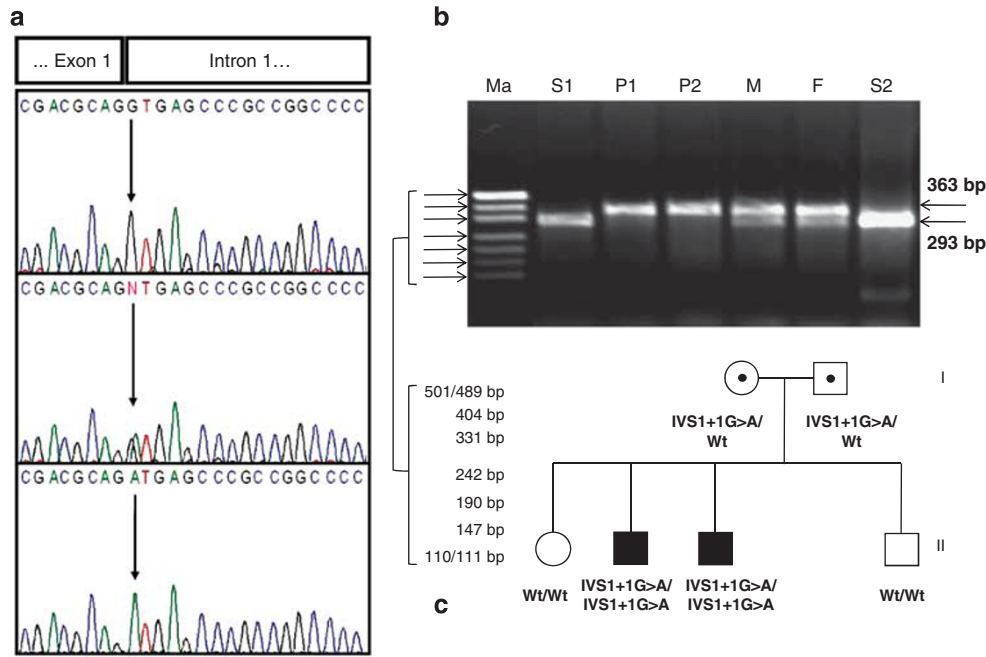 a
... Exon 1
Intron 1...
CGACGCAGGTGAGCCCGCCGGCCCC
CGACGCAGNTGAGCCCGCCGGCCCC
CGACGCAGATGAGCCCGCCGGCCCC
b
Ma S1 P1 P2 M F S2
363 bp
293 bp
501/489 bp
404 bp
331 bp
242 bp
190 bp
147 bp
110/111 bp
c
I
IVS1+1G>A/
Wt
IVS1+1G>A/
Wt
II
Wt/Wt
IVS1+1G>A/
IVS1+1G>A
IVS1+1G>A/
IVS1+1G>A
Wt/Wt